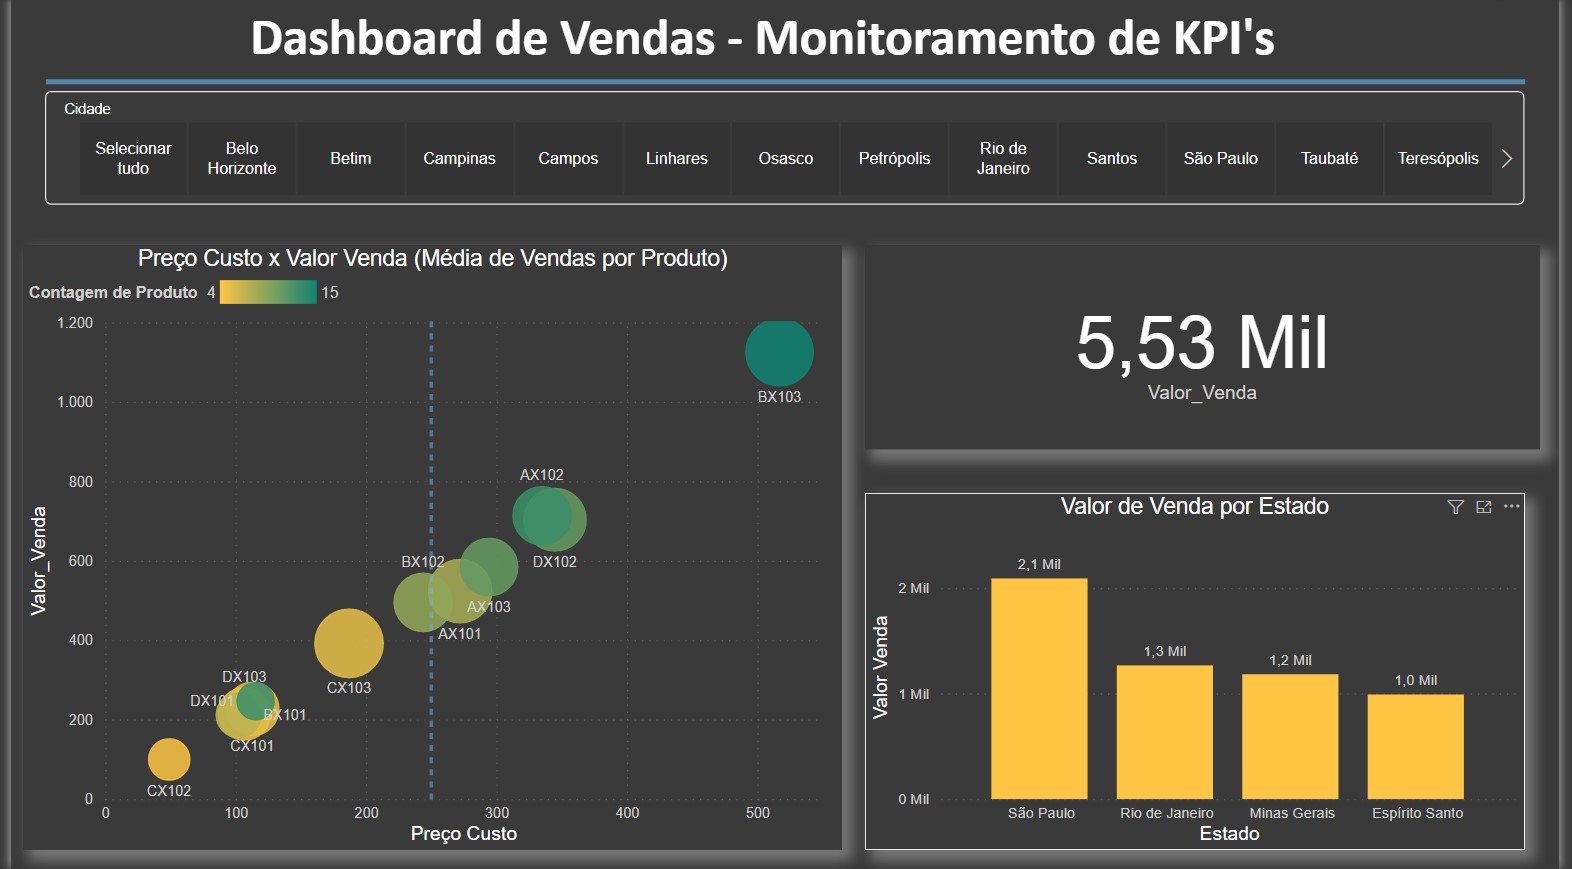 Dashboard de Vendas - Monitoramento de KPI's
Cidade
Selecionar tudo
Belo Horizonte
Betim
Campinas
Campos
Linhares
Osasco
Petrópolis
Rio de Janeiro
Santos
São Paulo
Taubaté
Teresópolis
Preço Custo x Valor Venda (Média de Vendas por Produto)
Contagem de Produto 4 15
Valor_Venda
1.200
1.000
800
600
400
200
0
BX103
AX102
DX102
BX102
AX103
AX101
CX103
DX103
DX101
BX101
CX101
CX102
0 100 200 300 400 500
Preço Custo
5,53 Mil
Valor_Venda
Valor de Venda por Estado
Valor Venda
2 Mil
1 Mil
0 Mil
2,1 Mil
1,3 Mil
1,2 Mil
1,0 Mil
São Paulo Rio de Janeiro Minas Gerais Espírito Santo
Estado